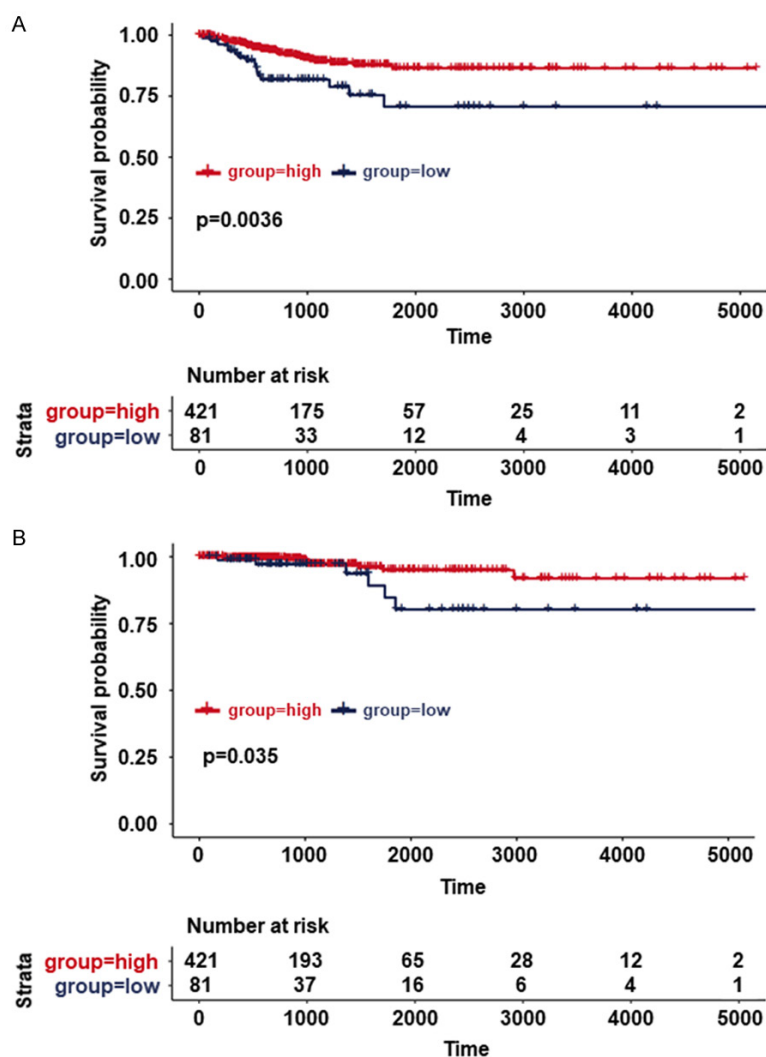 A
Survival probability
1.00
0.75
0.50
0.25
0.00
group=high group=low
p=0.0036
0 1000 2000 3000 4000 5000
Time
Number at risk
Strata
group=high 421 175 57 25 11 2
group=low 81 33 12 4 3 1
0 1000 2000 3000 4000 5000
Time
B
Survival probability
1.00
0.75
0.50
0.25
0.00
group=high group=low
p=0.035
0 1000 2000 3000 4000 5000
Time
Number at risk
Strata
group=high 421 193 65 28 12 2
group=low 81 37 16 6 4 1
0 1000 2000 3000 4000 5000
Time